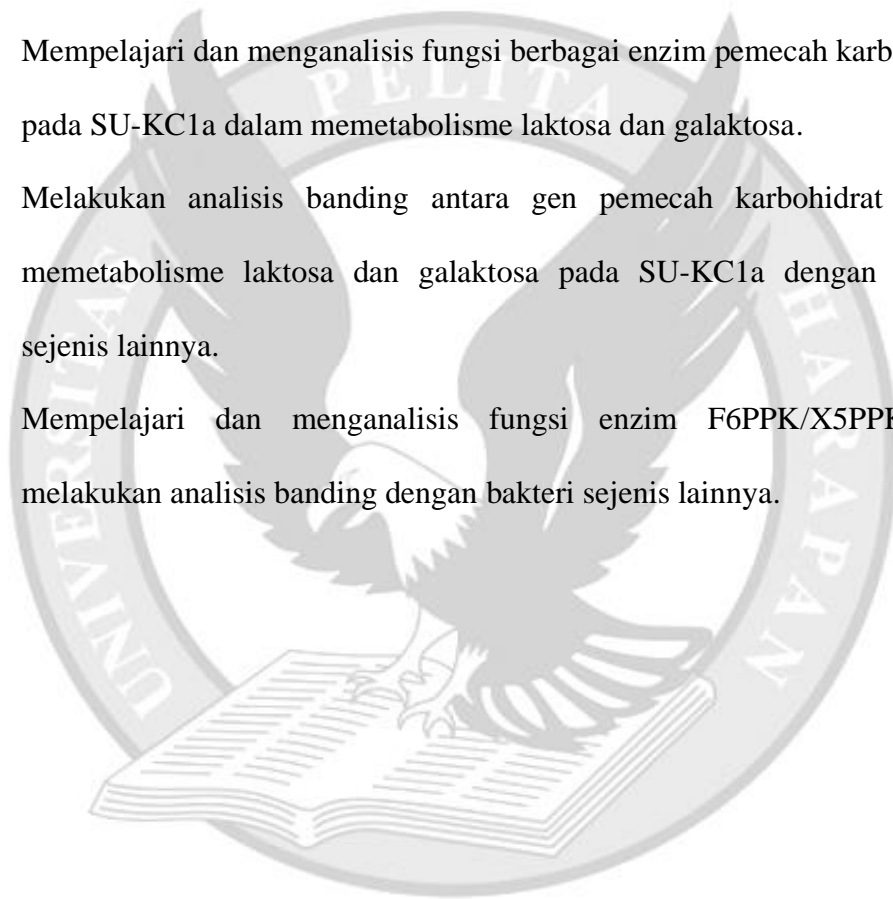 Mempelajari dan menganalisis fungsi berbagai enzim pemecah karb
pada SU-KC1a dalam memetabolisme laktosa dan galaktosa.
Melakukan analisis banding antara gen pemecah karbohidrat
memetabolisme laktosa dan galaktosa pada SU-KC1a dengan
sejenis lainnya.
Mempelajari dan menganalisis fungsi enzim F6PPK/X5PPK
melakukan analisis banding dengan bakteri sejenis lainnya.
UNIVERSITAS PELITA HARAPAN